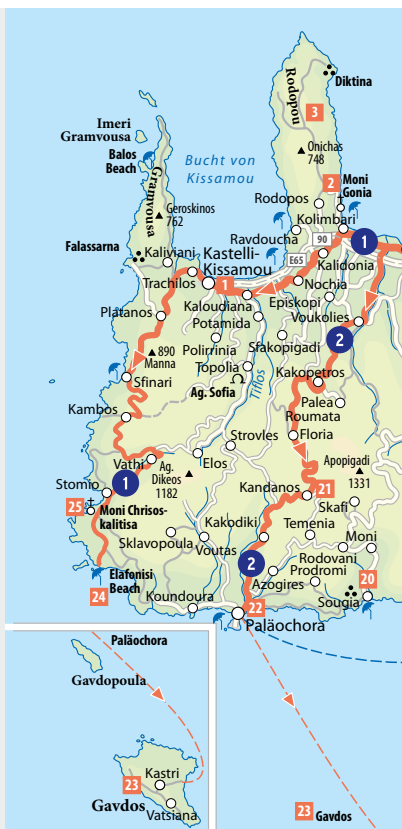 Diktina
Rodopou
3
Imeri
Gramvousa
Balos
Beach
Bucht von
Kissamou
Onichas
748
2
Moni
Gonia
Gramvousa
Geroskinos
762
Rodopos
Kolimbari
Falassarna
Ravdoucha
90
1
Kaliviani
Kastelli-
Kissamou
E65
Kalidonia
Trachilos
1
Nochia
Platanos
Kaloudiana
Potamida
Episkopi
Voukolies
890
Manna
Polirrinia
Sfakopigadi
2
Topolia
Sfinari
Ag. Sofia
Tiflos
Kakopetros
Kambos
Palea
Roumata
Strovles
Floria
Vathi
Ag.
Dikeos
1182
Elos
Apopigadi
1331
Stomio
1
Kandanos
21
25
Moni Chrisos-
kalitisa
Skafi
Kakodiki
Temenia
Sklavopoula
Voutas
Moni
2
Rodovani
Elafonisi
Beach
Prodromi
Azogires
20
24
Koundoura
Sougia
22
Paläochora
Paläochora
Gavdopoula
Kastri
23
Gavdos
Vatsiana
23 Gavdos